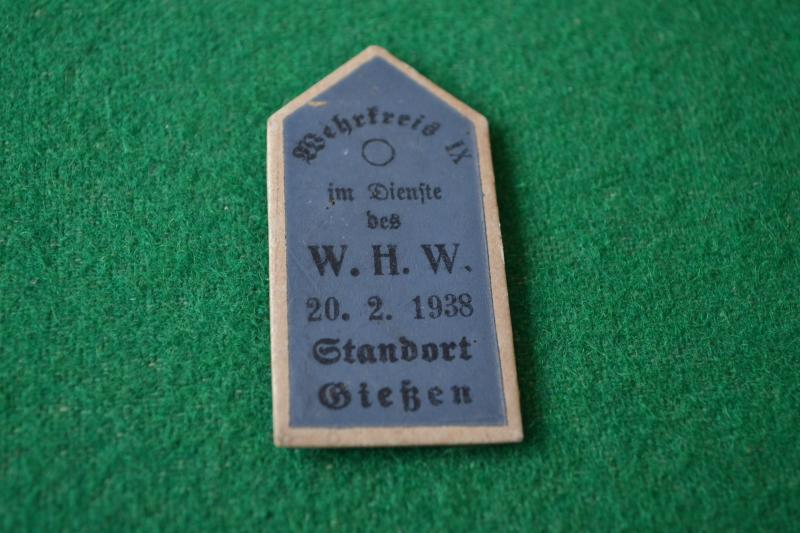 Wehrkreis IX
im Dienste
des
W. H. W.
20. 2. 1938
Standort
Gießen